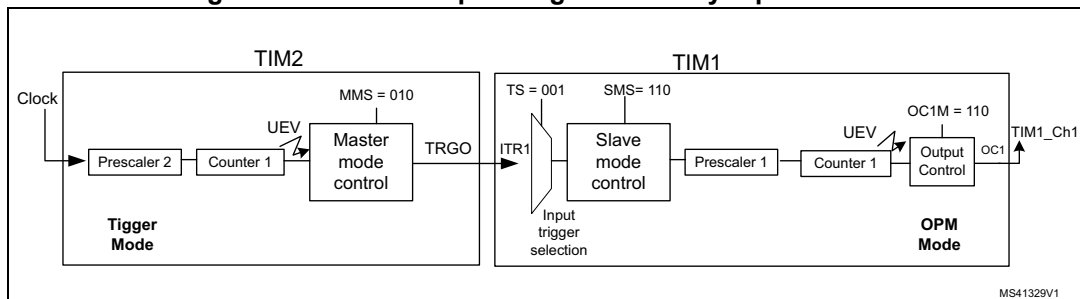 TIM2
TIM1
Clock
MMS = 010
TS = 001
SMS= 110
OC1M = 110
UEV
UEV
TIM1_Ch1
Prescaler 2
Counter 1
Master
mode
control
TRGO
ITR1
Slave
mode
control
Prescaler 1
Counter 1
Output
Control
OC1
Tigger
Mode
Input
trigger
selection
OPM
Mode
MS41329V1